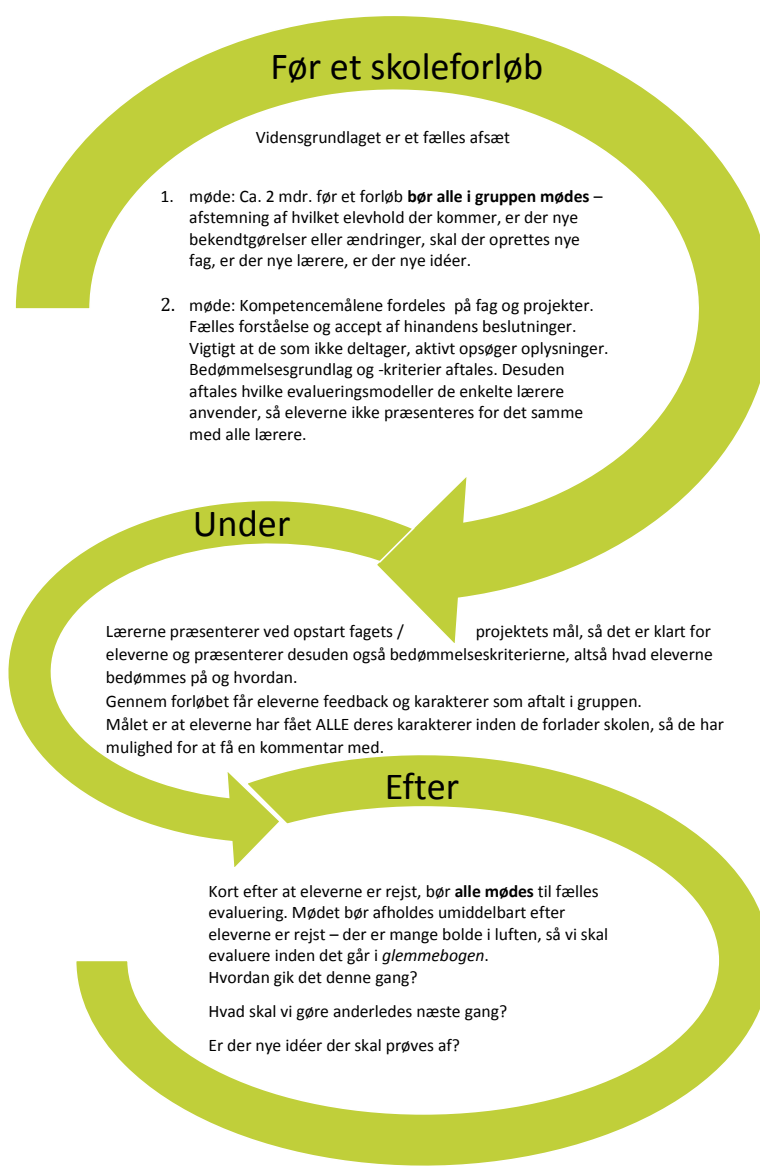 Før et skoleforløb
Vidensgrundlaget er et fælles afsæt
1. møde: Ca. 2 mdr. før et forløb bør alle i gruppen mødes –
afstemning af hvilket elevhold der kommer, er der nye
bekendtgørelser eller ændringer, skal der oprettes nye
fag, er der nye lærere, er der nye idéer.
2. møde: Kompetencemålene fordeles på fag og projekter.
Fælles forståelse og accept af hinandens beslutninger.
Vigtigt at de som ikke deltager, aktivt opsøger oplysninger.
Bedømmelsesgrundlag og -kriterier aftales. Desuden
aftales hvilke evalueringsmodeller de enkelte lærere
anvender, så eleverne ikke præsenteres for det samme
med alle lærere.
Under
Lærerne præsenterer ved opstart fagets / projektets mål, så det er klart for
eleverne og præsenterer desuden også bedømmelseskriterierne, altså hvad eleverne
bedømmes på og hvordan.
Gennem forløbet får eleverne feedback og karakterer som aftalt i gruppen.
Målet er at eleverne har fået ALLE deres karakterer inden de forlader skolen, så de har
mulighed for at få en kommentar med.
Efter
Kort efter at eleverne er rejst, bør alle mødes til fælles
evaluering. Mødet bør afholdes umiddelbart efter
eleverne er rejst – der er mange bolde i luften, så vi skal
evaluere inden det går i glemmebogen.
Hvordan gik det denne gang?
Hvad skal vi gøre anderledes næste gang?
Er der nye idéer der skal prøves af?